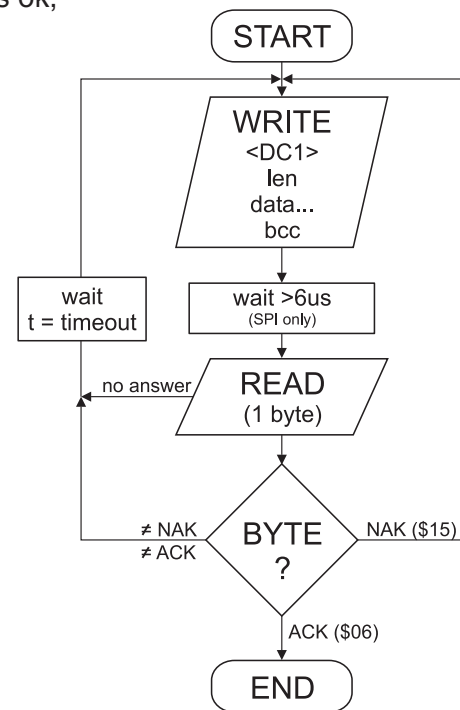 s ok,
START
WRITE
<DC1>
len
data...
bcc
wait
t = timeout
wait >6us
(SPI only)
no answer
READ
(1 byte)
≠ NAK
≠ ACK
BYTE
?
NAK ($15)
ACK ($06)
END